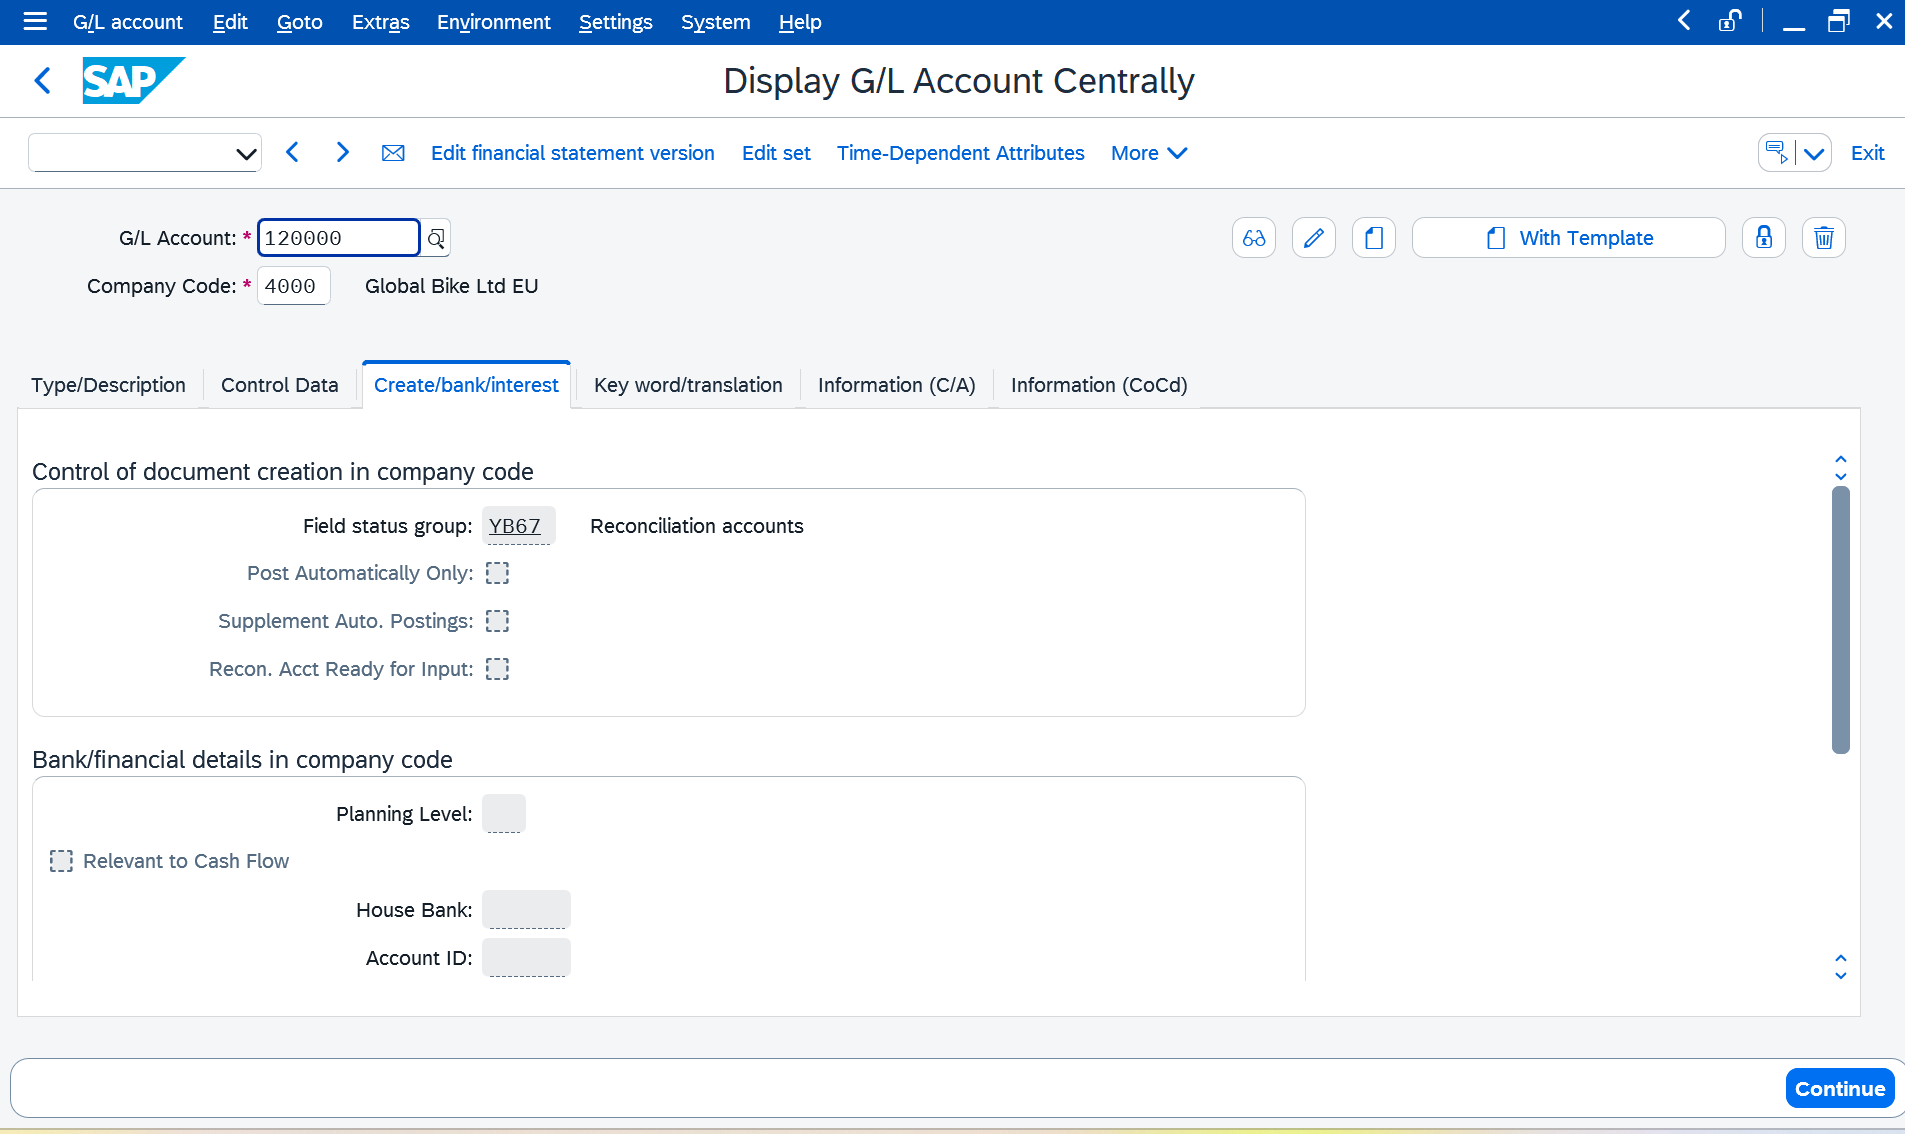 G/L account Edit Goto Extras Environment Settings System Help
SAP Display G/L Account Centrally
Edit financial statement version Edit set Time-Dependent Attributes More Exit
G/L Account: * 120000 With Template
Company Code: * 4000 Global Bike Ltd EU
Type/Description Control Data Create/bank/interest Key word/translation Information (C/A) Information (CoCd)
Control of document creation in company code
Field status group: YB67 Reconciliation accounts
Post Automatically Only:
Supplement Auto. Postings:
Recon. Acct Ready for Input:
Bank/financial details in company code
Planning Level:
Relevant to Cash Flow
House Bank:
Account ID:
Continue